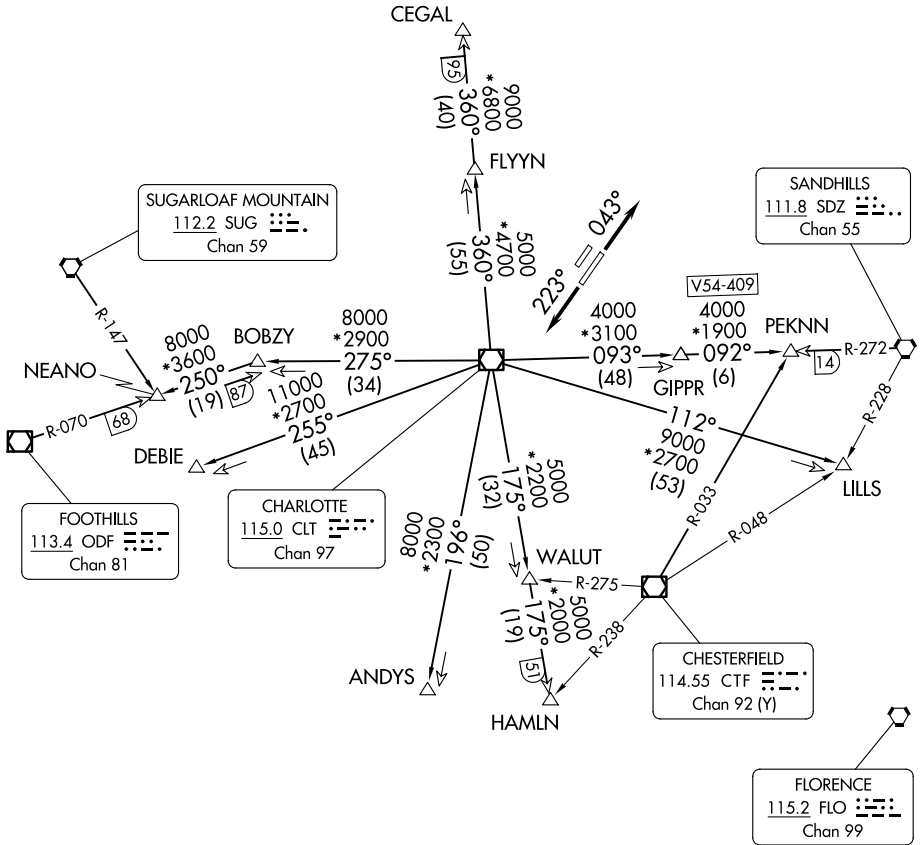 CEGAL
95
9000
*6800
360°
(40)
FLYYN
5000
*4700
360°
(55)
SUGARLOAF MOUNTAIN
112.2 SUG
Chan 59
SANDHILLS
111.8 SDZ
Chan 55
043°
223°
V54-409
R-147
8000
*3600
250°
(19)
BOBZY
8000
*2900
275°
(34)
4000
*3100
093°
(48)
4000
*1900
092°
(6)
PEKNN
14
R-272
GIPPR
NEANO
87
R-070
68
11000
*2700
255°
(45)
DEBIE
112°
9000
*2700
(53)
R-228
LILLS
R-033
R-048
FOOTHILLS
113.4 ODF
Chan 81
CHARLOTTE
115.0 CLT
Chan 97
8000
*2300
196°
(50)
5000
*2200
175°
(32)
WALUT
R-275
5000
*2000
175°
(19)
51
R-238
ANDYS
HAMLN
CHESTERFIELD
114.55 CTF
Chan 92 (Y)
FLORENCE
115.2 FLO
Chan 99